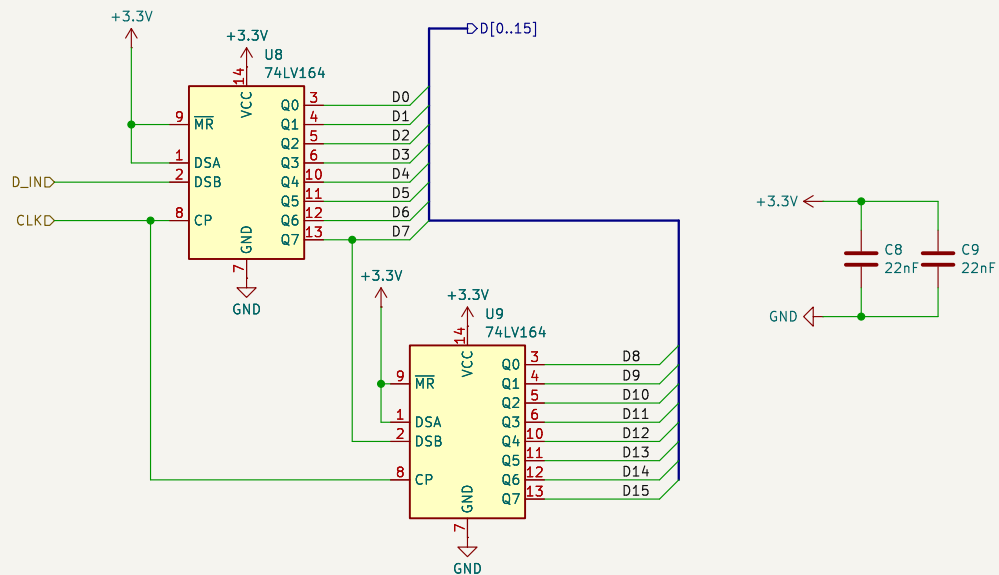 +3.3V
+3.3V
U8
74LV164
D[0..15]
14
VCC
9 MR
1 DSA
2 DSB
8 CP
GND
7
GND
Q0 3 D0
Q1 4 D1
Q2 5 D2
Q3 6 D3
Q4 10 D4
Q5 11 D5
Q6 12 D6
Q7 13 D7
D_IN
CLK
+3.3V
+3.3V
U9
74LV164
14
VCC
9 MR
1 DSA
2 DSB
8 CP
GND
7
GND
Q0 3 D8
Q1 4 D9
Q2 5 D10
Q3 6 D11
Q4 10 D12
Q5 11 D13
Q6 12 D14
Q7 13 D15
+3.3V
C8
22nF
C9
22nF
GND